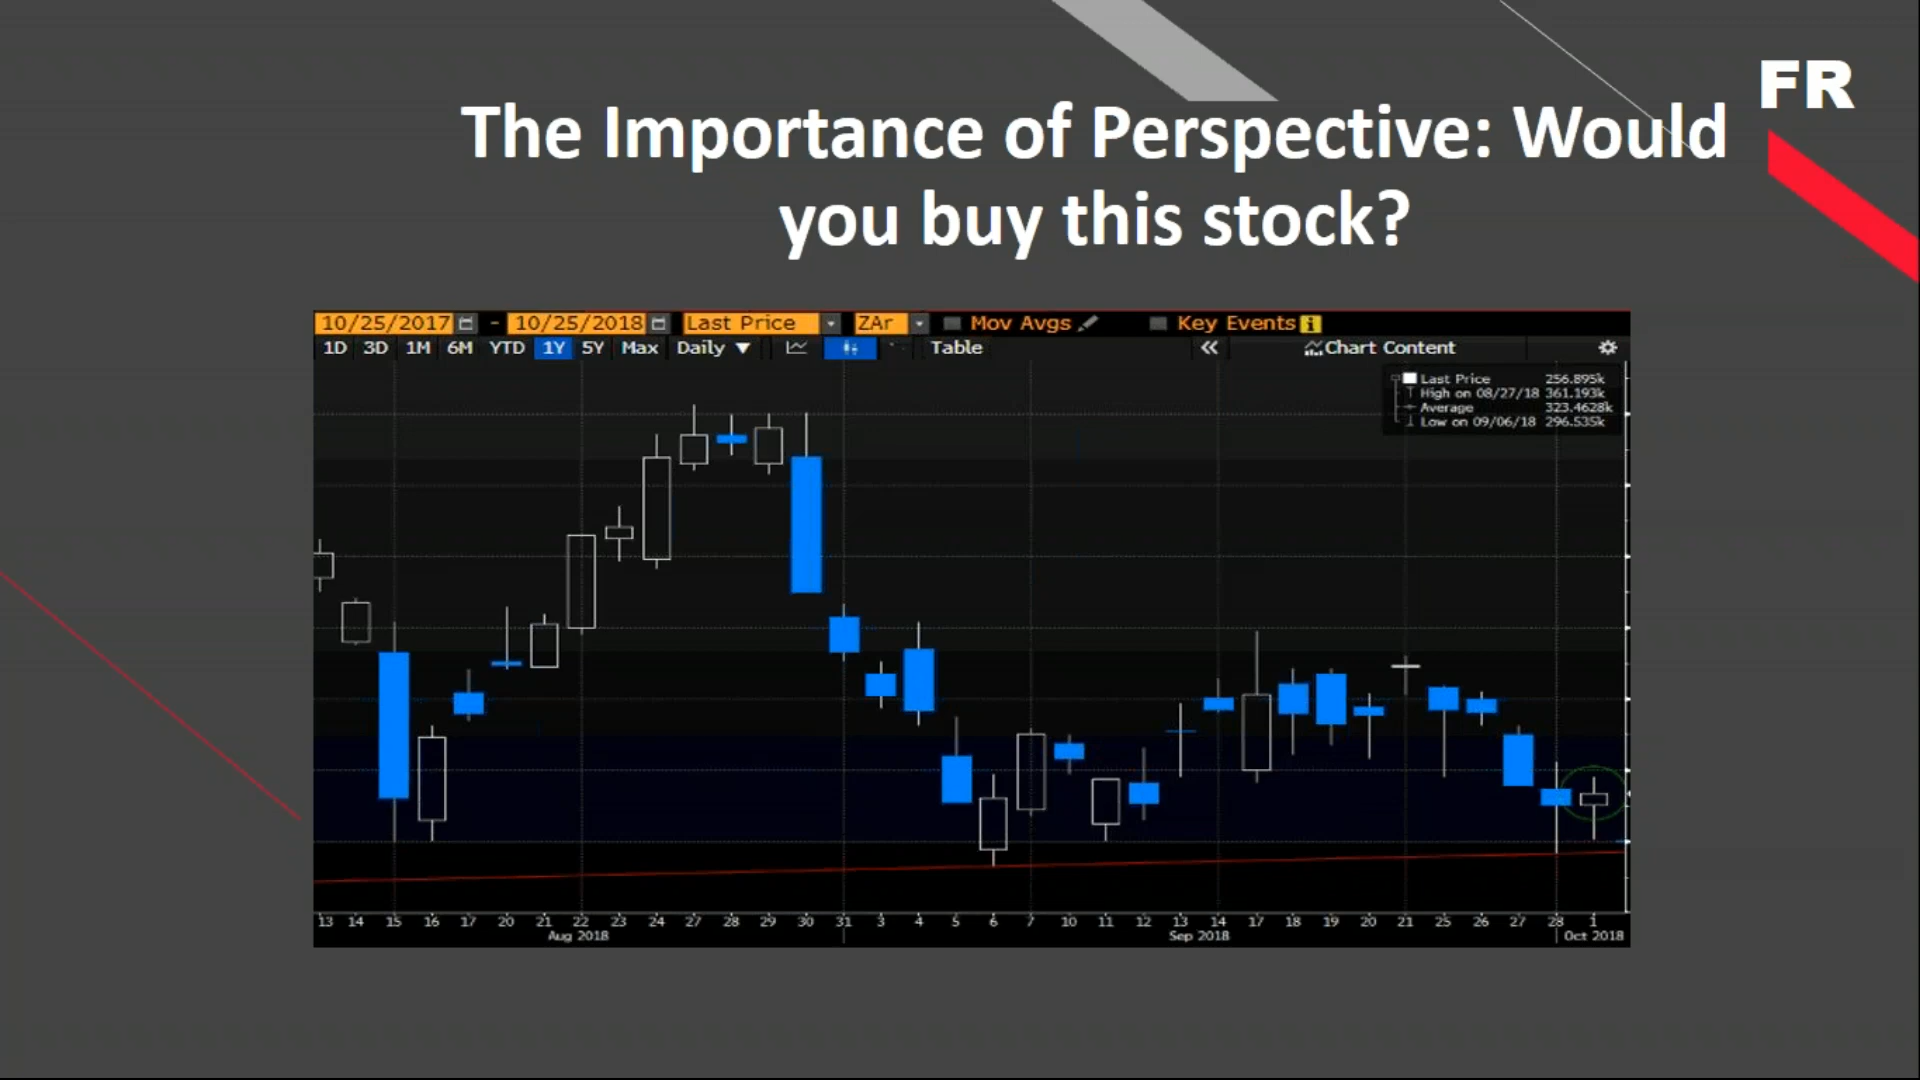 FR
The Importance of Perspective: Would
you buy this stock?
10/25/2017 - 10/25/2018 Last Price ZAr Mov Avgs Key Events i
1D 3D 1M 6M YTD 1Y 5Y Max Daily Table « Chart Content
Last Price 256.895k
High on 08/27/18 361.193k
Average 323.4628k
Low on 09/06/18 296.535k
13 14 15 16 17 20 21 22 23 24 27 28 29 30 31 3 4 5 6 7 10 11 12 13 14 17 18 19 20 21 25 26 27 28 1
Aug 2018 Sep 2018 Oct 2018